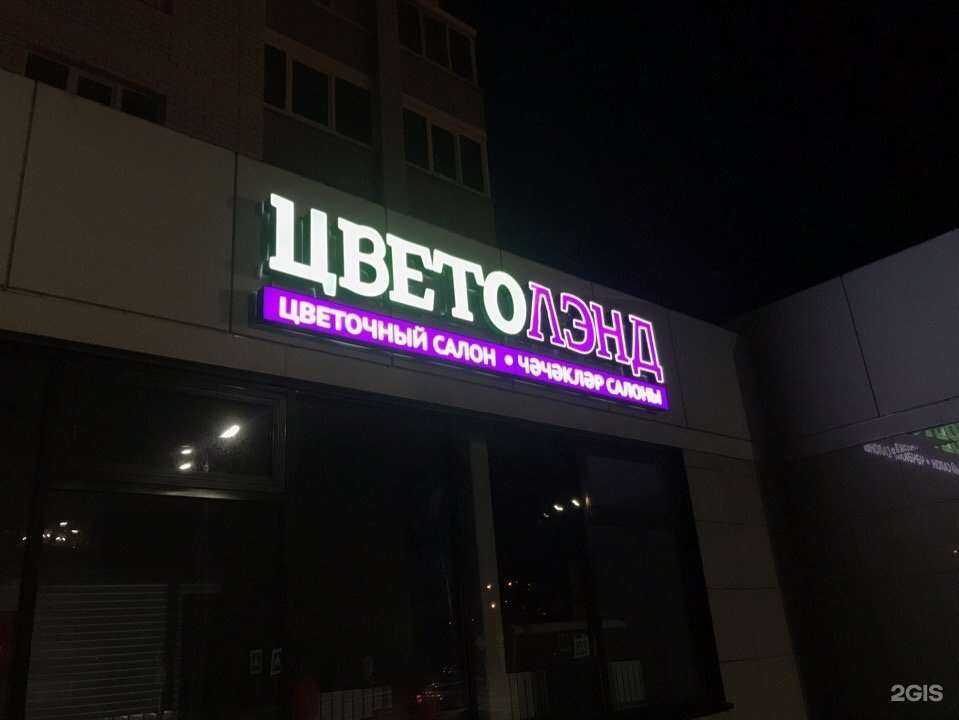 ЦВЕТОЛЭНД
ЦВЕТОЧНЫЙ САЛОН • ЧӘЧӘКЛӘР САЛОНЫ
2GIS